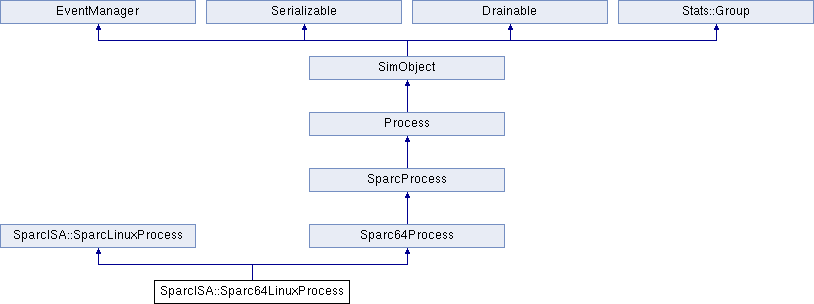 EventManager
Serializable
Drainable
Stats::Group
SimObject
Process
SparcProcess
SparcISA::SparcLinuxProcess
Sparc64Process
SparcISA::Sparc64LinuxProcess